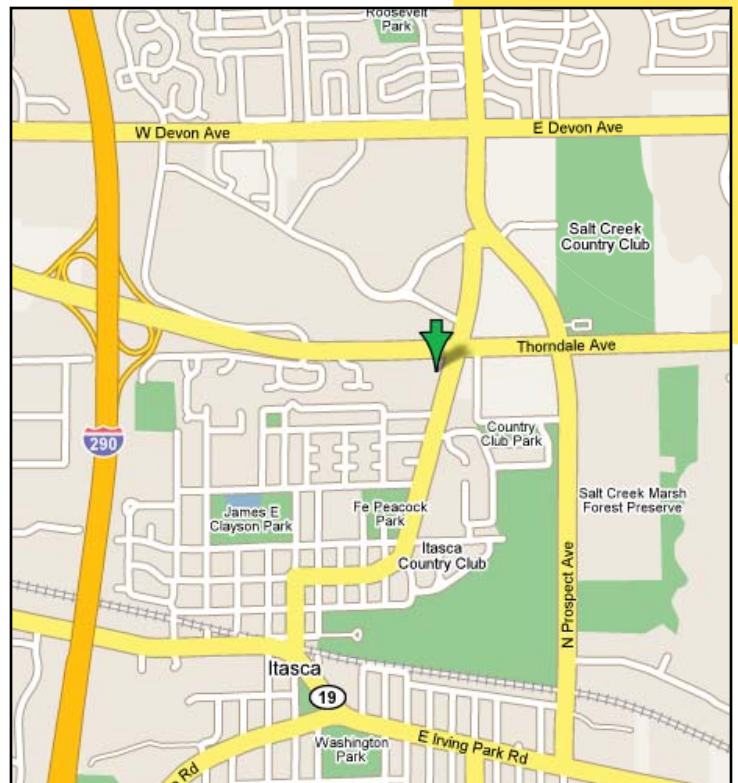 Roosevelt
Park
W Devon Ave
E Devon Ave
Salt Creek
Country Club
Thorndale Ave
290
Country
Club Park
James E
Clayson Park
Fe Peacock
Park
Salt Creek Marsh
Forest Preserve
Itasca
Country Club
N Prospect Ave
Itasca
19
Washington
Park
E Irving Park Rd
Rd